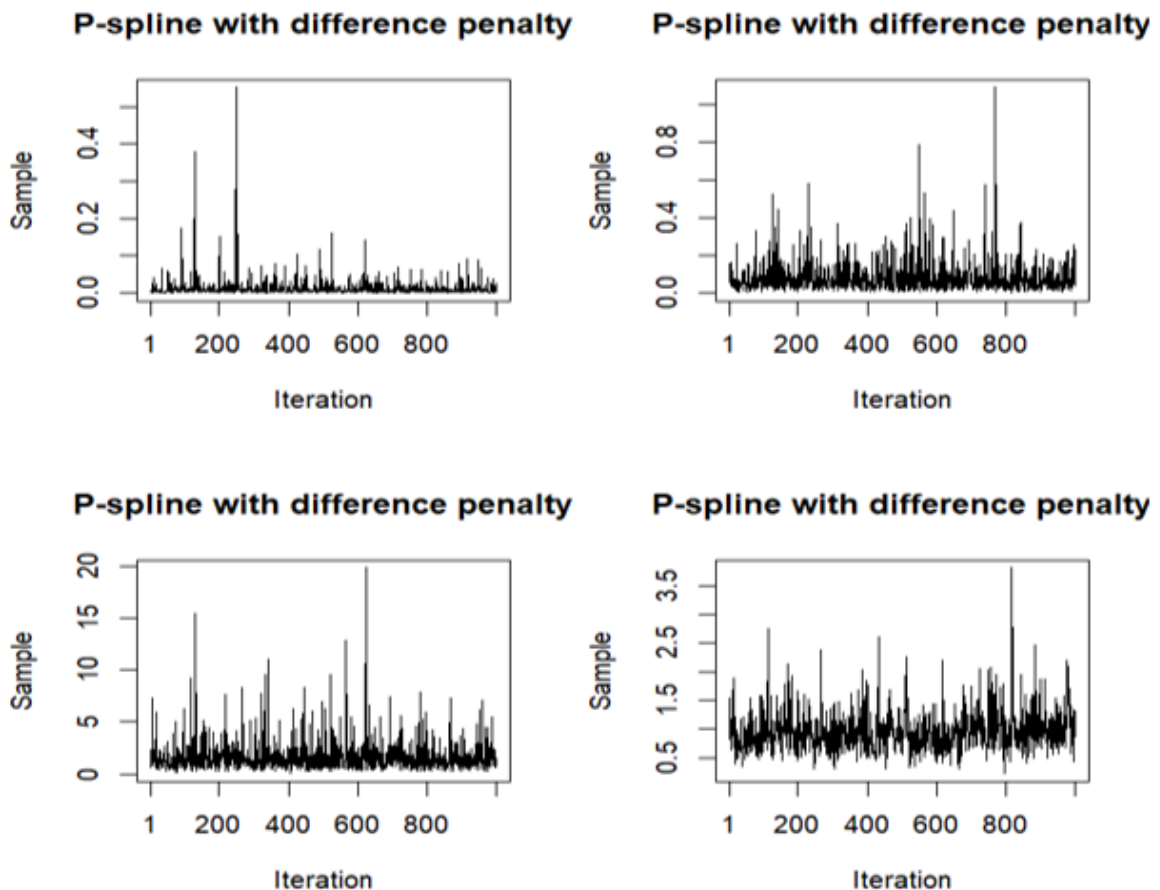 P-spline with difference penalty
0.4
0.2
0.0
Sample
1 200 400 600 800
Iteration
P-spline with difference penalty
0.8
0.4
0.0
Sample
1 200 400 600 800
Iteration
P-spline with difference penalty
20
15
10
5
0
Sample
1 200 400 600 800
Iteration
P-spline with difference penalty
3.5
2.5
1.5
0.5
Sample
1 200 400 600 800
Iteration